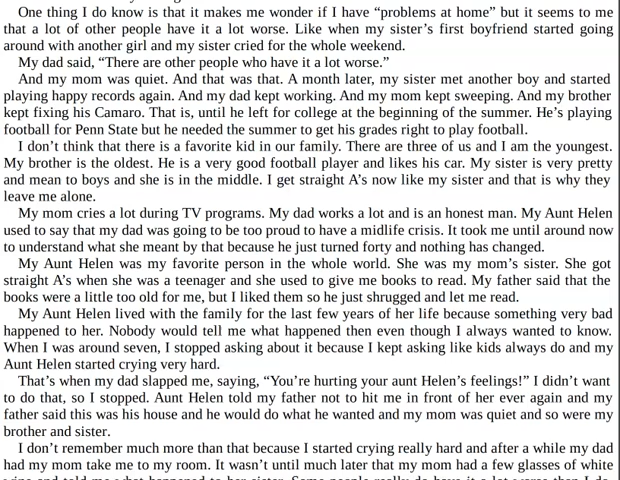 One thing I do know is that it makes me wonder if I have “problems at home” but it seems to me
that a lot of other people have it a lot worse. Like when my sister’s first boyfriend started going
around with another girl and my sister cried for the whole weekend.
My dad said, “There are other people who have it a lot worse.”
And my mom was quiet. And that was that. A month later, my sister met another boy and started
playing happy records again. And my dad kept working. And my mom kept sweeping. And my brother
kept fixing his Camaro. That is, until he left for college at the beginning of the summer. He’s playing
football for Penn State but he needed the summer to get his grades right to play football.
I don’t think that there is a favorite kid in our family. There are three of us and I am the youngest.
My brother is the oldest. He is a very good football player and likes his car. My sister is very pretty
and mean to boys and she is in the middle. I get straight A’s now like my sister and that is why they
leave me alone.
My mom cries a lot during TV programs. My dad works a lot and is an honest man. My Aunt Helen
used to say that my dad was going to be too proud to have a midlife crisis. It took me until around now
to understand what she meant by that because he just turned forty and nothing has changed.
My Aunt Helen was my favorite person in the whole world. She was my mom’s sister. She got
straight A’s when she was a teenager and she used to give me books to read. My father said that the
books were a little too old for me, but I liked them so he just shrugged and let me read.
My Aunt Helen lived with the family for the last few years of her life because something very bad
happened to her. Nobody would tell me what happened then even though I always wanted to know.
When I was around seven, I stopped asking about it because I kept asking like kids always do and my
Aunt Helen started crying very hard.
That’s when my dad slapped me, saying, “You’re hurting your aunt Helen’s feelings!” I didn’t want
to do that, so I stopped. Aunt Helen told my father not to hit me in front of her ever again and my
father said this was his house and he would do what he wanted and my mom was quiet and so were my
brother and sister.
I don’t remember much more than that because I started crying really hard and after a while my dad
had my mom take me to my room. It wasn’t until much later that my mom had a few glasses of white
wine and told me what happened to her sister. Some people really do have it a lot worse than I do.